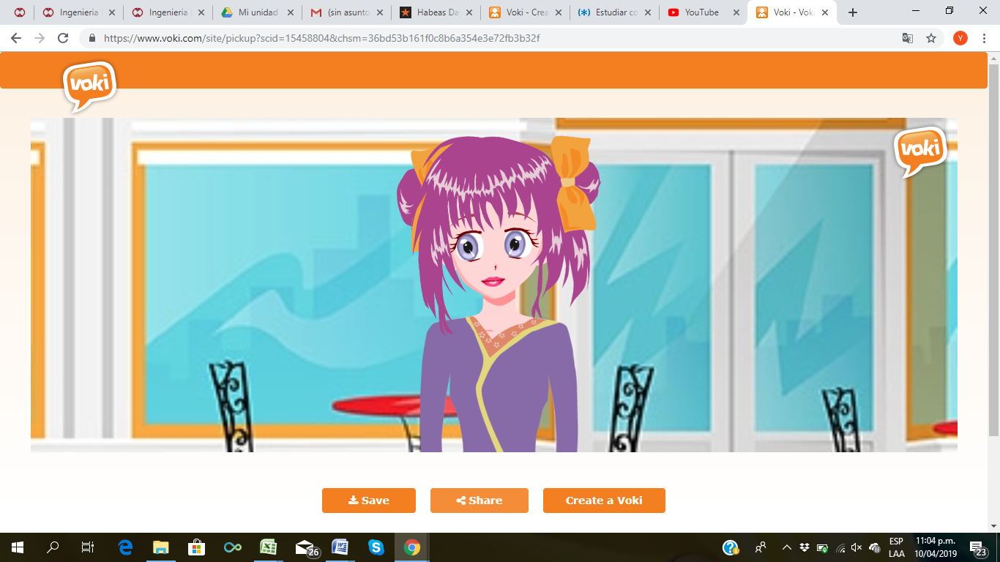 Ingenieria
Ingenieria
Mi unidad
(sin asunto
Habeas Da
Voki - Crea
Estudiar co
YouTube
Voki - Voki
https://www.voki.com/site/pickup?scid=15458804&chsm=36bd53b161f0c8b6a354e3e72fb3b32f
Y
voki
voki
Save
Share
Create a Voki
26
ESP
LAA
11:04 p.m.
10/04/2019
23